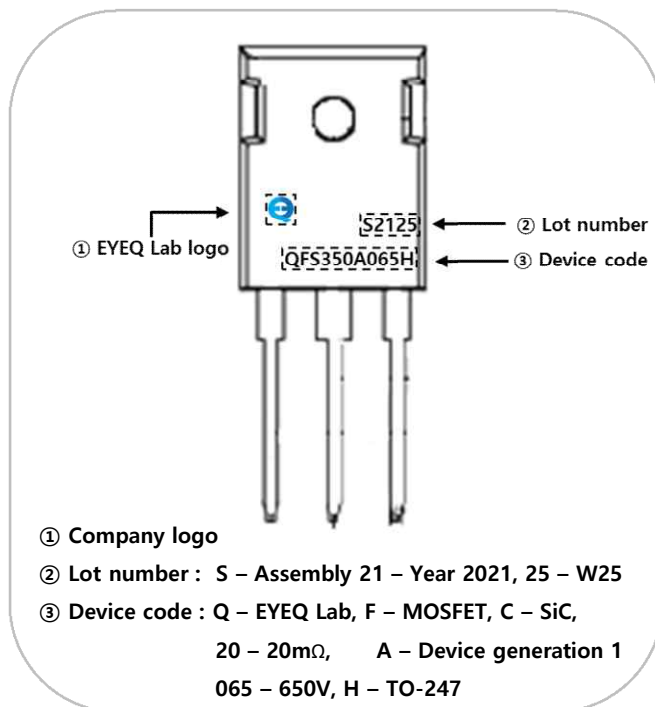 S2125
① EYEQ Lab logo
② Lot number
QFS350A065H
③ Device code
① Company logo
② Lot number : S – Assembly 21 – Year 2021, 25 – W25
③ Device code : Q – EYEQ Lab, F – MOSFET, C – SiC,
20 – 20mΩ, A – Device generation 1
065 – 650V, H – TO-247